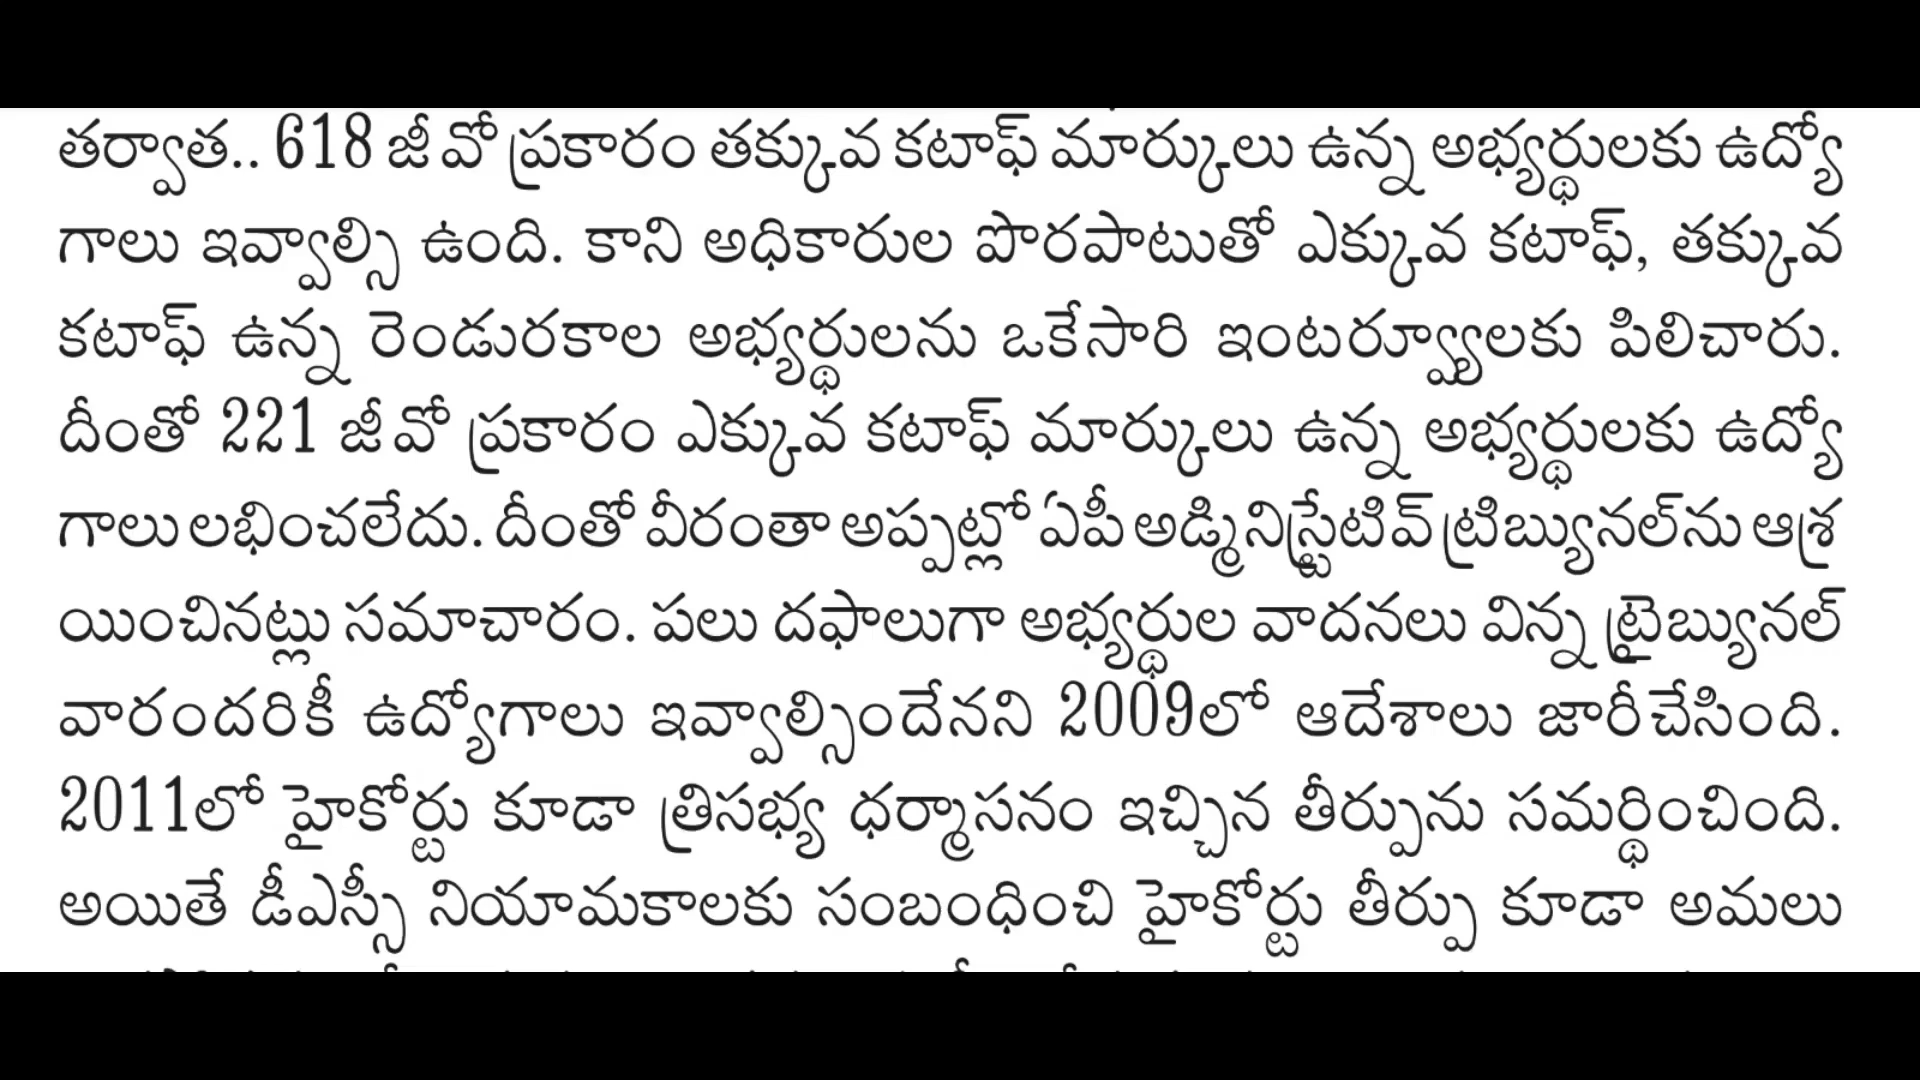 తర్వాత.. 618 జీవో ప్రకారం తక్కువ కటాఫ్ మార్కులు ఉన్న అభ్యర్థులకు ఉద్యో
గాలు ఇవ్వాల్సి ఉంది. కాని అధికారుల పొరపాటుతో ఎక్కువ కటాఫ్, తక్కువ
కటాఫ్ ఉన్న రెండురకాల అభ్యర్థులను ఒకేసారి ఇంటర్వ్యూలకు పిలిచారు.
దీంతో 221 జీవో ప్రకారం ఎక్కువ కటాఫ్ మార్కులు ఉన్న అభ్యర్థులకు ఉద్యో
గాలు లభించలేదు. దీంతో వీరంతా అప్పట్లో ఏపీ అడ్మినిస్ట్రేటివ్ ట్రిబ్యునల్‌ను ఆశ్ర
యించినట్లు సమాచారం. పలు దఫాలుగా అభ్యర్థుల వాదనలు విన్న ట్రైబ్యునల్
వారందరికీ ఉద్యోగాలు ఇవ్వాల్సిందేనని 2009లో ఆదేశాలు జారీచేసింది.
2011లో హైకోర్టు కూడా త్రిసభ్య ధర్మాసనం ఇచ్చిన తీర్పును సమర్థించింది.
అయితే డీఎస్సీ నియామకాలకు సంబంధించి హైకోర్టు తీర్పు కూడా అమలు